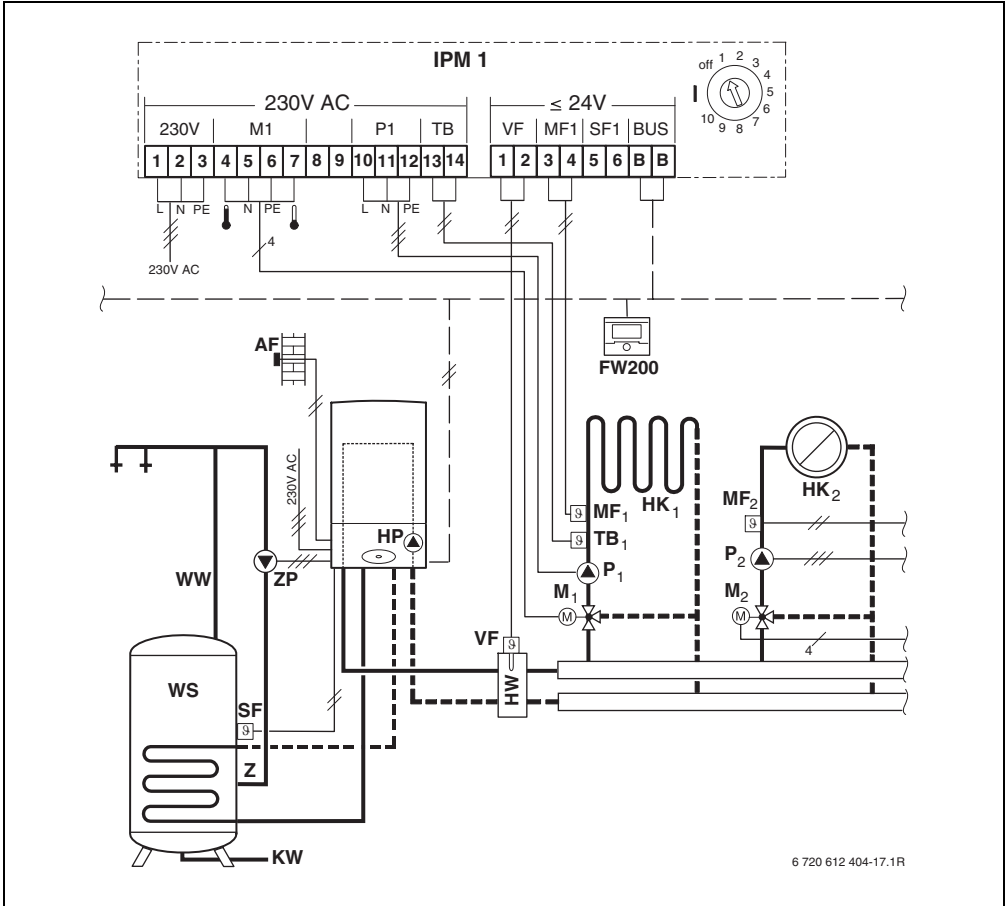 IPM 1
off 1 2 3 4 5 6 7 8 9 10
I
230V AC ≤ 24V
230V M1 P1 TB VF MF1 SF1 BUS
1 2 3 4 5 6 7 8 9 10 11 12 13 14 1 2 3 4 5 6 B B
L N PE N PE L N PE
4
230V AC
AF
FW200
230V AC
HK1
HK2
MF1
MF2
TB1
HP
P1
P2
ZP
WW
M1
M2
M
M
VF
4
HW
WS
SF
Z
KW
ϑ
ϑ
ϑ
ϑ
ϑ
6 720 612 404-17.1R